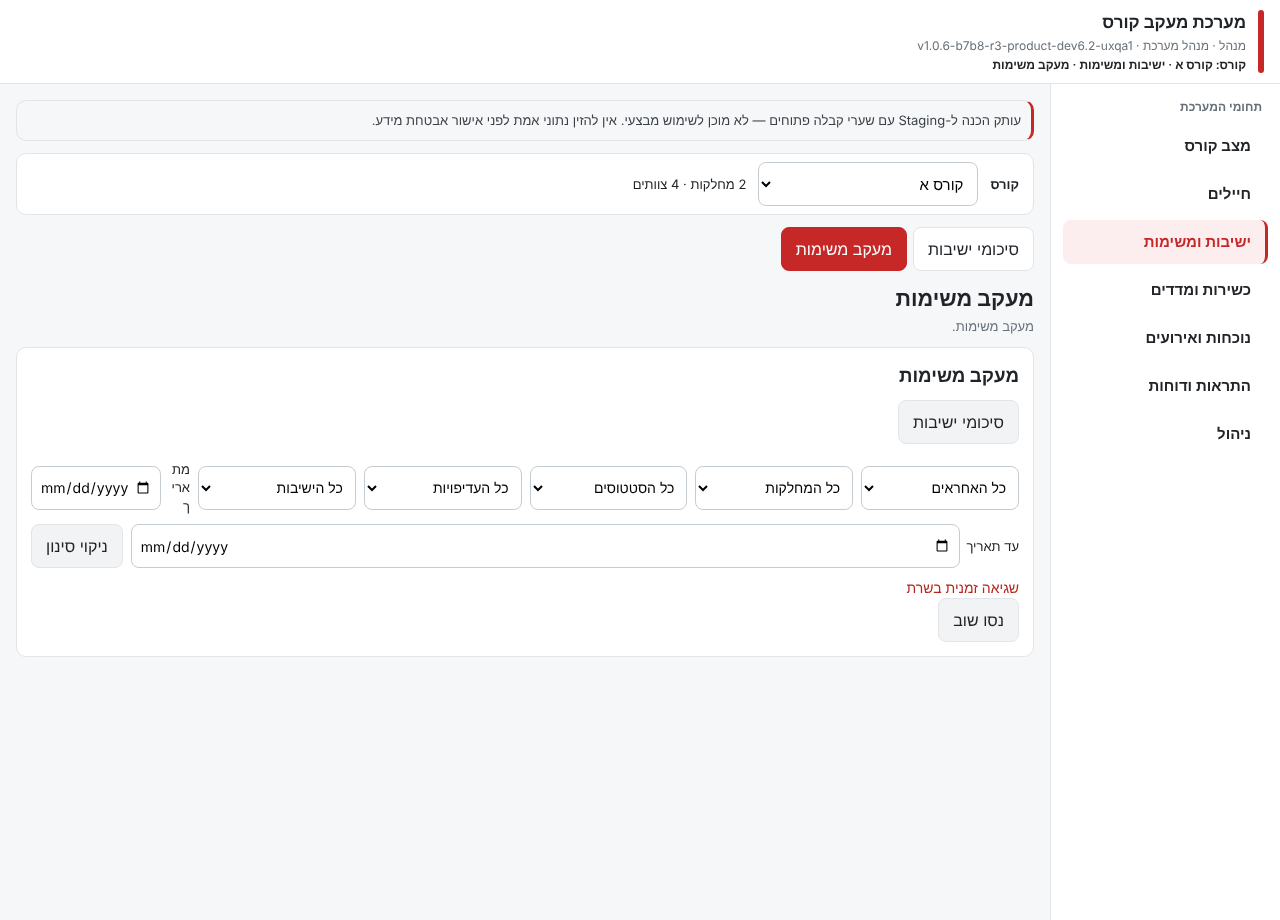 מערכת מעקב קורס
מנהל · מנהל מערכת · v1.0.6-b7b8-r3-product-dev6.2-uxqa1
קורס: קורס א · ישיבות ומשימות · מעקב משימות
תחומי המערכת
מצב קורס
חיילים
ישיבות ומשימות
כשירות ומדדים
נוכחות ואירועים
התראות ודוחות
ניהול
עותק הכנה ל-Staging עם שערי קבלה פתוחים — לא מוכן לשימוש מבצעי. אין להזין נתוני אמת לפני אישור אבטחת מידע.
קורס קורס א 2 מחלקות · 4 צוותים
סיכומי ישיבות מעקב משימות
מעקב משימות
מעקב משימות.
מעקב משימות
סיכומי ישיבות
כל האחראים כל המחלקות כל הסטטוסים כל העדיפויות כל הישיבות
מת
ארי
ך
mm/dd/yyyy
עד תאריך mm/dd/yyyy ניקוי סינון
שגיאה זמנית בשרת
נסו שוב